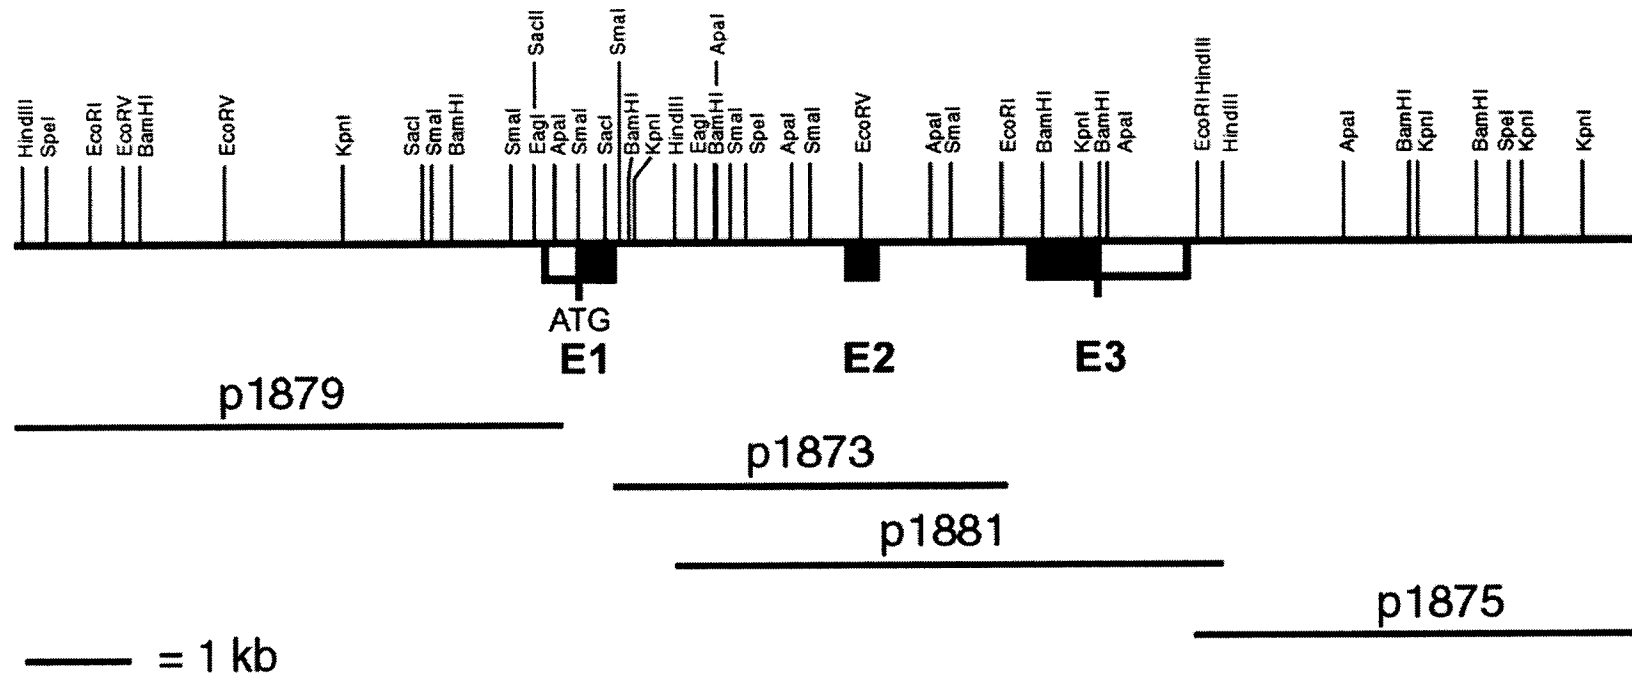 SacII
SmaI
ApaI
HindIII
SpeI
EcoRI
EcoRV
BamHI
EcoRV
KpnI
SacI
SmaI
BamHI
SmaI
EagI
ApaI
SmaI
SacI
BamHI
KpnI
HindIII
EagI
BamHI
SmaI
SpeI
ApaI
SmaI
EcoRV
ApaI
SmaI
EcoRI
BamHI
KpnI
BamHI
ApaI
EcoRI HindIII
HindIII
ApaI
BamHI
KpnI
BamHI
SpeI
KpnI
KpnI
ATG
E1 E2 E3
p1879
p1873
p1881
p1875
= 1 kb